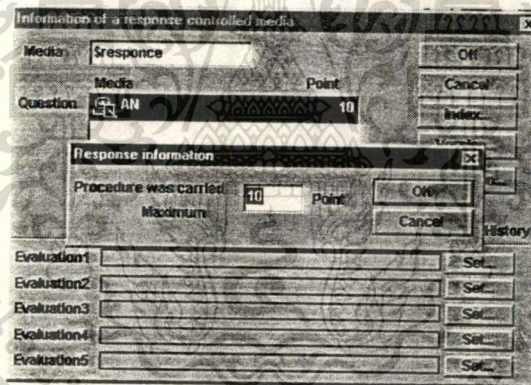 Information of a response controlled media
Media $responce OK
Media Point Cancel
Question AN 10 Index...
Response information
Procedure was carried 10 Point OK
Maximum Cancel
History
Evaluation1 Set...
Evaluation2 Set...
Evaluation3 Set...
Evaluation4 Set...
Evaluation5 Set...